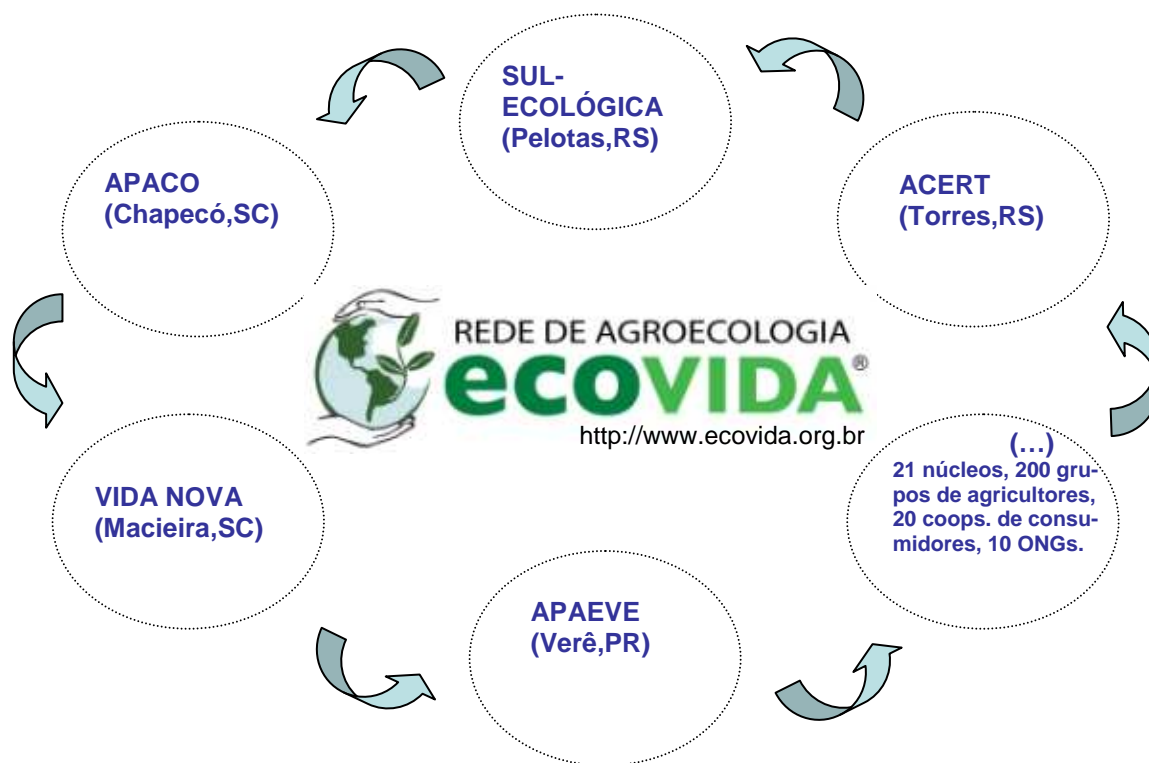 SUL-
ECOLÓGICA
(Pelotas,RS)
APACO
(Chapecó,SC)
ACERT
(Torres,RS)
REDE DE AGROECOLOGIA
ecoVIDA®
http://www.ecovida.org.br
(...)
21 núcleos, 200 gru-
pos de agricultores,
20 coops. de consu-
midores, 10 ONGs.
VIDA NOVA
(Macieira,SC)
APAEVE
(Verê,PR)